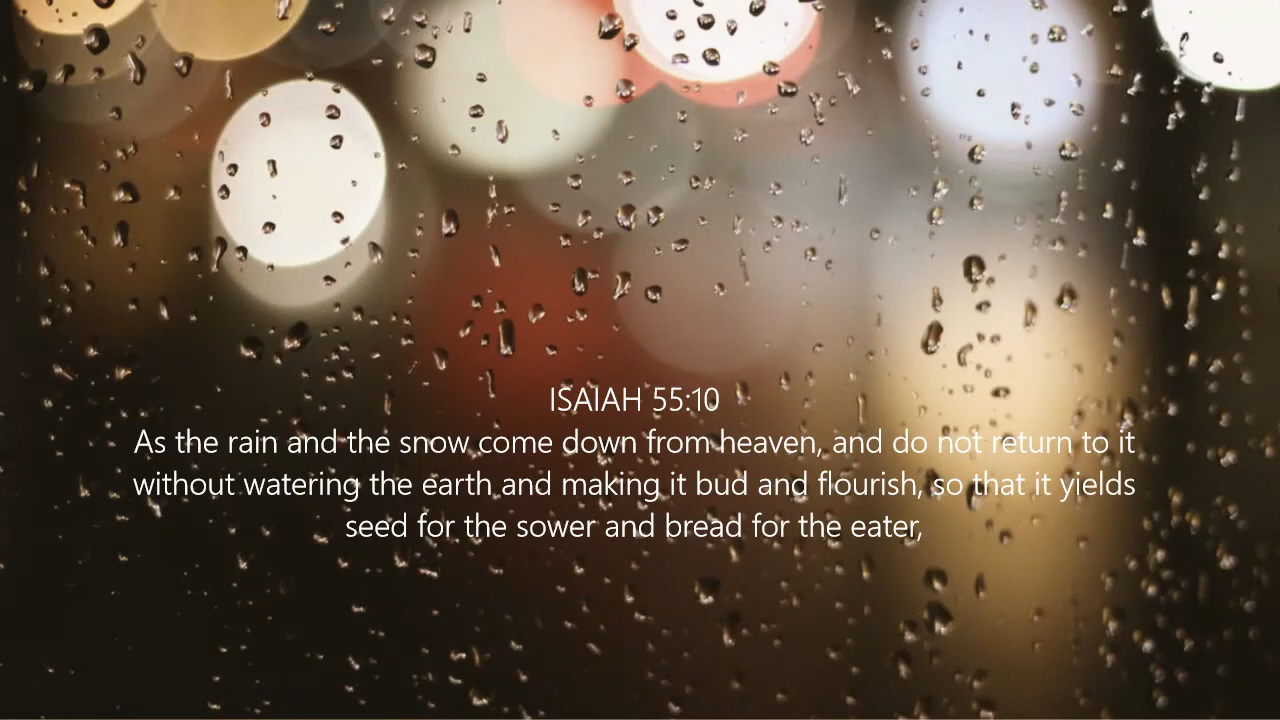 ISAIAH 55:10
As the rain and the snow come down from heaven, and do not return to it
without watering the earth and making it bud and flourish, so that it yields
seed for the sower and bread for the eater,